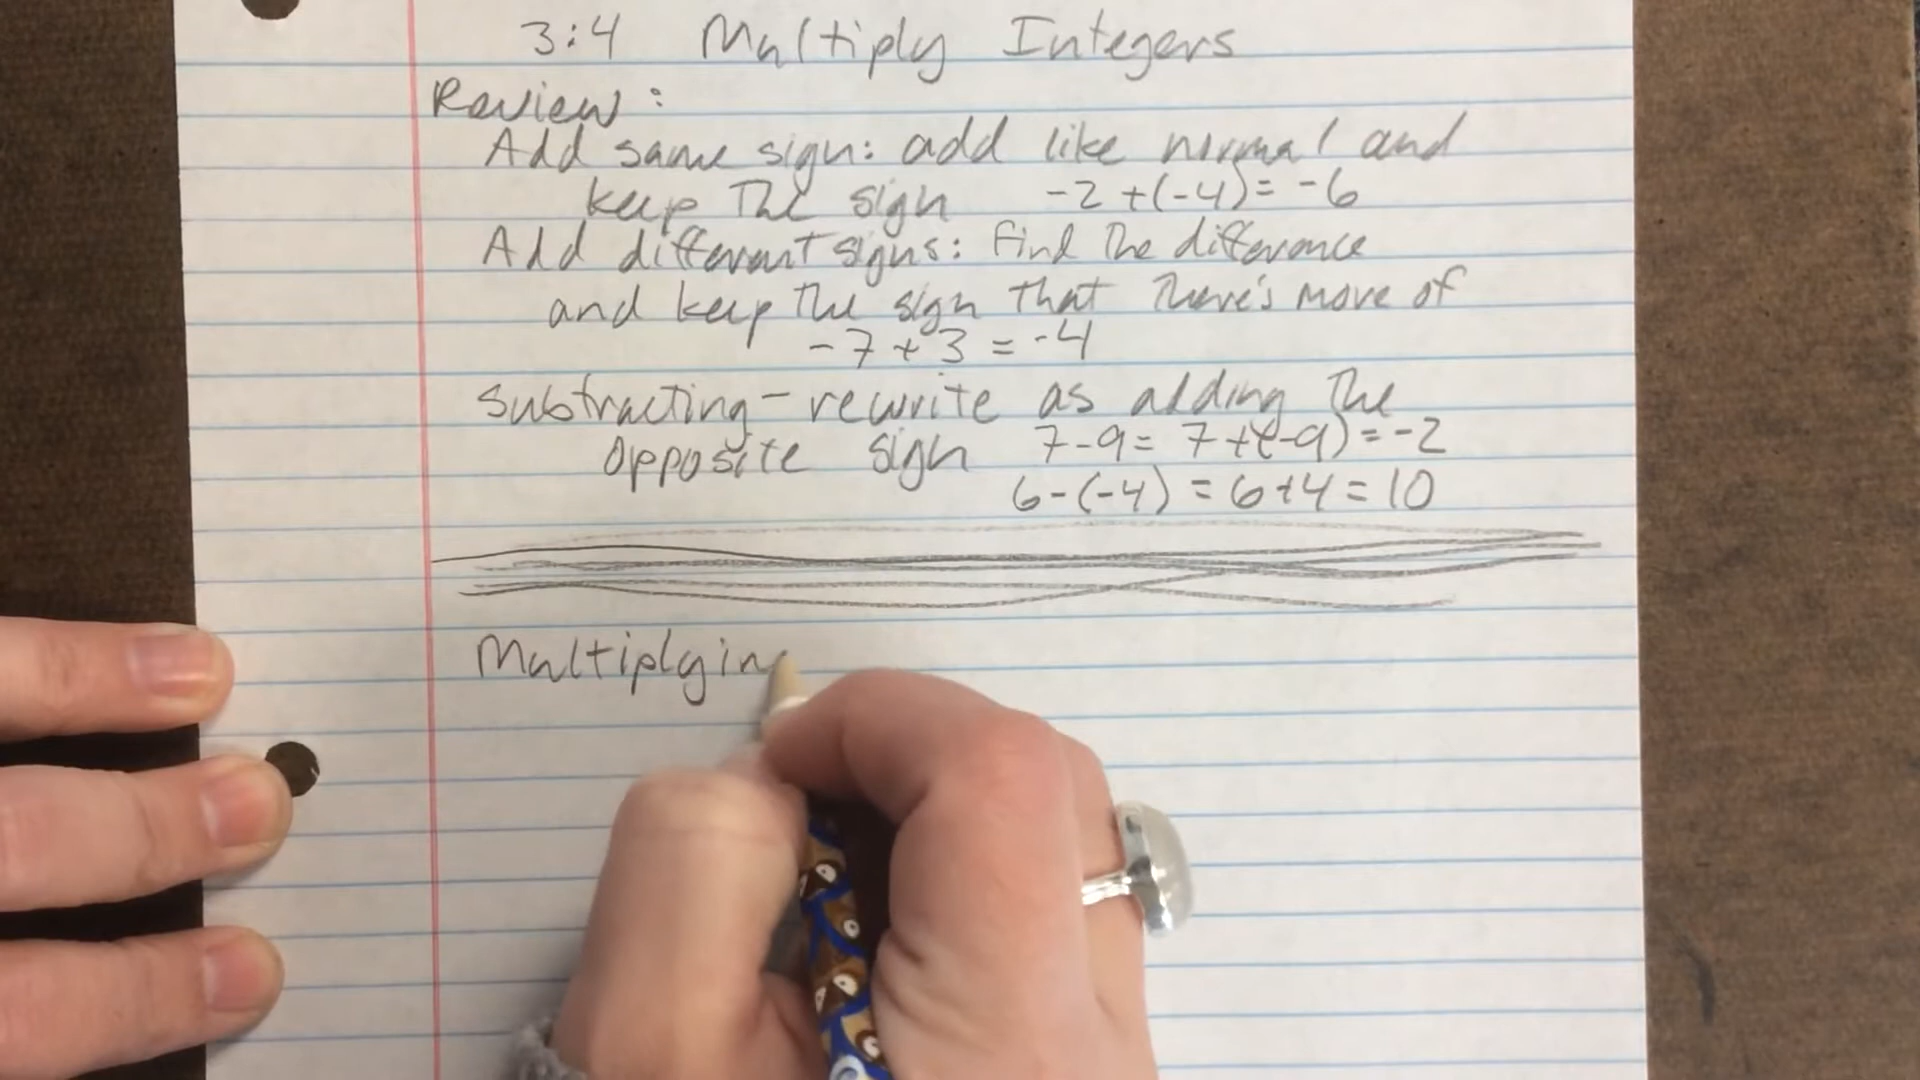 3:4 Multiply Integers
Review:
Add same sign: add like normal and
keep the sign -2 +(-4)= -6
Add different signs: find the difference
and keep the sign that there's more of
-7 + 3 = -4
Subtracting - rewrite as adding the
opposite sign 7-9= 7+(-9)=-2
6-(-4) = 6+4=10
Multiplying